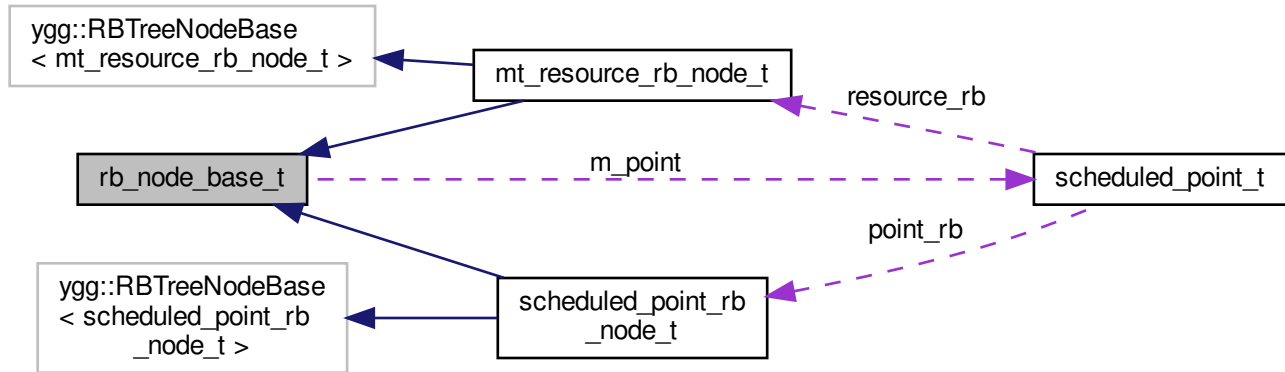 ygg::RBTreeNodeBase
< mt_resource_rb_node_t >
mt_resource_rb_node_t
resource_rb
rb_node_base_t
m_point
scheduled_point_t
point_rb
ygg::RBTreeNodeBase
< scheduled_point_rb
_node_t >
scheduled_point_rb
_node_t